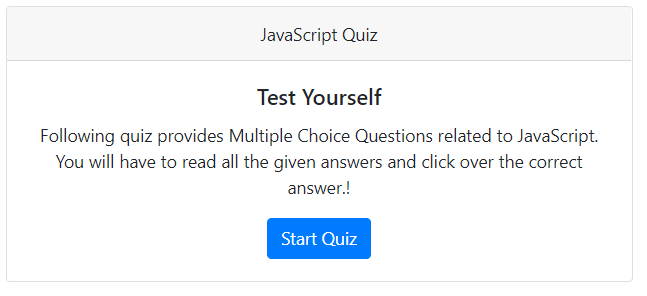 JavaScript Quiz
Test Yourself
Following quiz provides Multiple Choice Questions related to JavaScript.
You will have to read all the given answers and click over the correct
answer.!
Start Quiz